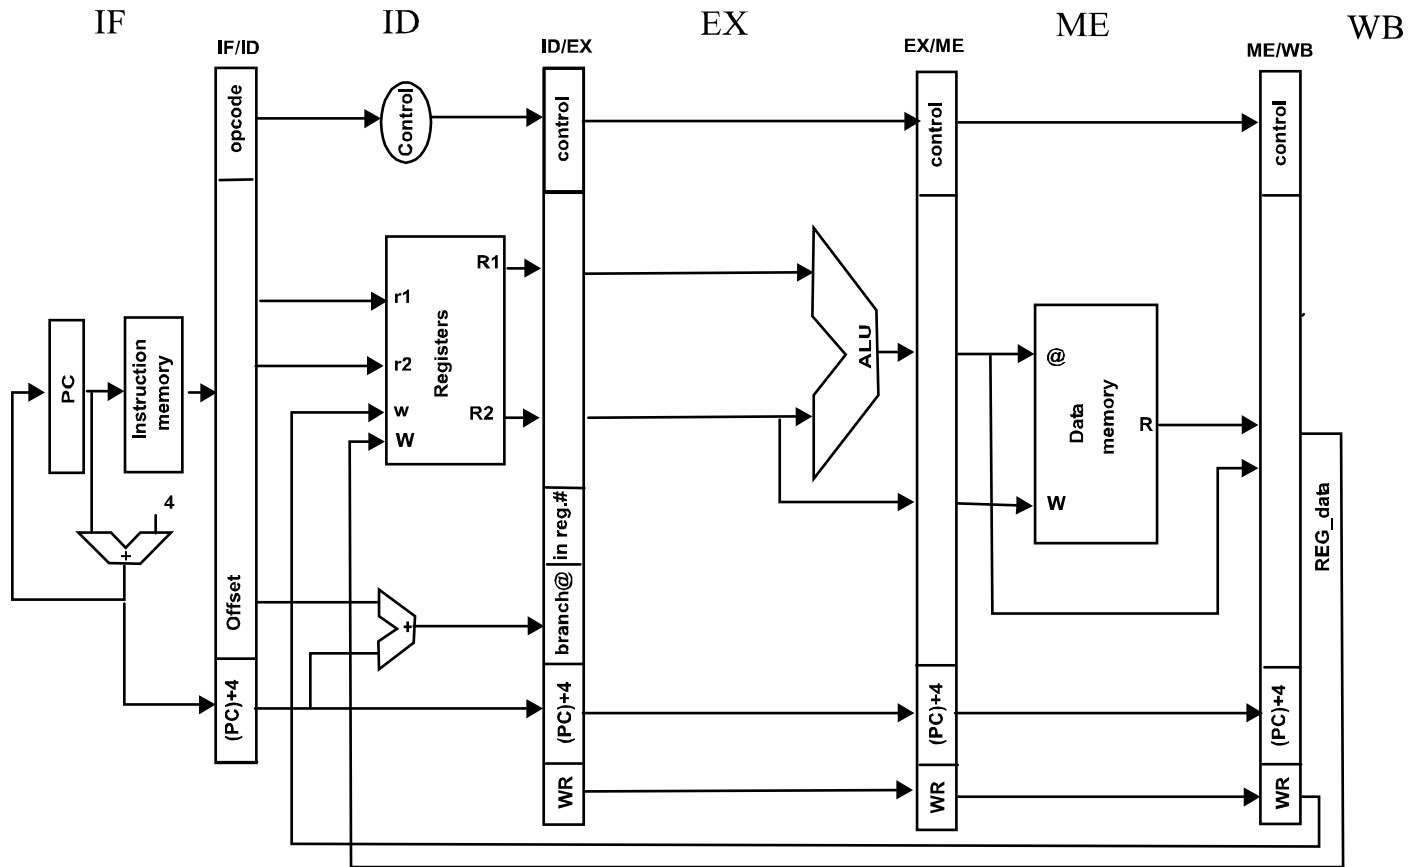 IF
ID
EX
ME
WB
IF/ID
ID/EX
EX/ME
ME/WB
opcode
Control
control
control
control
r1
r2
w
W
Registers
R1
R2
PC
Instruction
memory
4
+
Offset
(PC)+4
+
in reg.#
branch@
(PC)+4
WR
ALU
@
W
Data
memory
R
(PC)+4
WR
REG_data
(PC)+4
WR